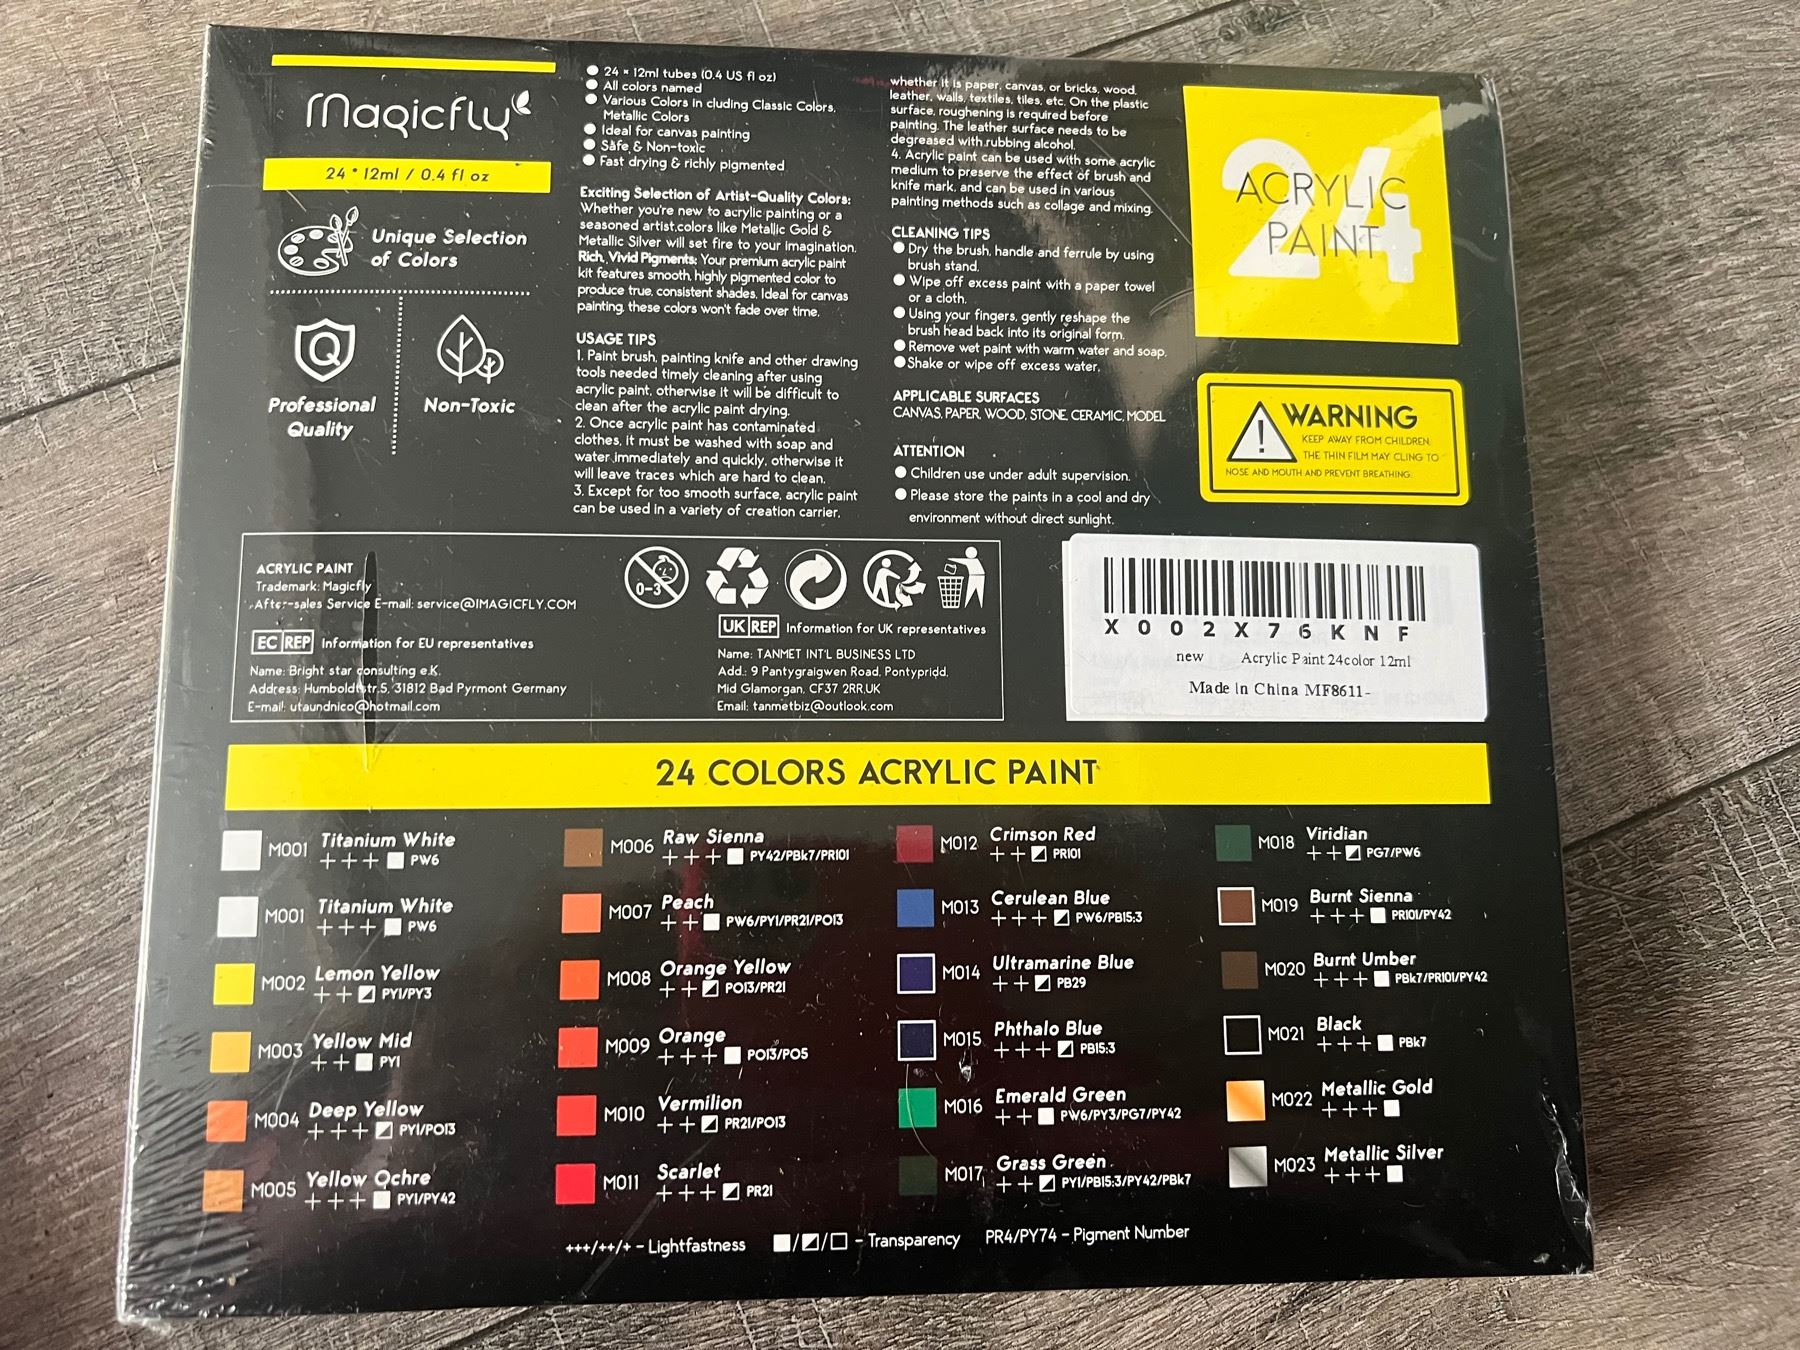 Magicfly
24 * 12ml / 0.4 fl oz
Unique Selection
of Colors
Professional
Quality
Non-Toxic
24 * 12ml tubes (0.4 US fl oz)
All colors named
Various Colors in cluding Classic Colors,
Metallic Colors
Ideal for canvas painting
Safe & Non-toxic
Fast drying & richly pigmented
Exciting Selection of Artist-Quality Colors:
Whether you're new to acrylic painting or a
seasoned artist,colors like Metallic Gold &
Metallic Silver will set fire to your imagination.
Rich, Vivid Pigments: Your premium acrylic paint
kit features smooth, highly pigmented color to
produce true, consistent shades. Ideal for canvas
painting, these colors won't fade over time.
USAGE TIPS
1. Paint brush, painting knife and other drawing
tools needed timely cleaning after using
acrylic paint, otherwise it will be difficult to
clean after the acrylic paint drying.
2. Once acrylic paint has contaminated
clothes, it must be washed with soap and
water immediately and quickly, otherwise it
will leave traces which are hard to clean.
3. Except for too smooth surface, acrylic paint
can be used in a variety of creation carrier,
whether it is paper, canvas, or bricks, wood,
leather, walls, textiles, tiles, etc. On the plastic
surface, roughening is required before
painting. The leather surface needs to be
degreased with rubbing alcohol.
4. Acrylic paint can be used with some acrylic
medium to preserve the effect of brush and
knife mark, and can be used in various
painting methods such as collage and mixing.
CLEANING TIPS
Dry the brush, handle and ferrule by using
brush stand.
Wipe off excess paint with a paper towel
or a cloth.
Using your fingers, gently reshape the
brush head back into its original form.
Remove wet paint with warm water and soap.
Shake or wipe off excess water.
APPLICABLE SURFACES
CANVAS, PAPER, WOOD, STONE, CERAMIC, MODEL
ATTENTION
Children use under adult supervision.
Please store the paints in a cool and dry
environment without direct sunlight.
24
ACRYLIC
PAINT
WARNING
KEEP AWAY FROM CHILDREN.
THE THIN FILM MAY CLING TO
NOSE AND MOUTH AND PREVENT BREATHING.
ACRYLIC PAINT
Trademark: Magicfly
After-sales Service E-mail: service@IMAGICFLY.COM
EC REP Information for EU representatives
Name: Bright star consulting e.K.
Address: Humboldtstr.5, 31812 Bad Pyrmont Germany
E-mail: utaundnico@hotmail.com
0-3
UK REP Information for UK representatives
Name: TANMET INT'L BUSINESS LTD
Add.: 9 Pantygraigwen Road, Pontypridd,
Mid Glamorgan, CF37 2RR,UK
Email: tanmetbiz@outlook.com
X002X76KNF
new Acrylic Paint 24color 12ml
Made in China MF8611-
24 COLORS ACRYLIC PAINT
M001 Titanium White
+++ PW6
M001 Titanium White
+++ PW6
M002 Lemon Yellow
++ PY1/PY3
M003 Yellow Mid
++ PY1
M004 Deep Yellow
+++ PY1/PO13
M005 Yellow Ochre
+++ PY1/PY42
M006 Raw Sienna
+++ PY42/PBk7/PR101
M007 Peach
++ PW6/PY1/PR21/PO13
M008 Orange Yellow
++ PO13/PR21
M009 Orange
+++ PO13/PO5
M010 Vermilion
++ PR21/PO13
M011 Scarlet
+++ PR21
M012 Crimson Red
++ PR101
M013 Cerulean Blue
+++ PW6/PB15:3
M014 Ultramarine Blue
++ PB29
M015 Phthalo Blue
+++ PB15:3
M016 Emerald Green
++ PW6/PY3/PG7/PY42
M017 Grass Green
++ PY1/PB15:3/PY42/PBk7
M018 Viridian
++ PG7/PW6
M019 Burnt Sienna
+++ PR101/PY42
M020 Burnt Umber
+++ PBk7/PR101/PY42
M021 Black
+++ PBk7
M022 Metallic Gold
+++
M023 Metallic Silver
+++
+++/++/+ - Lightfastness ■/◪/□ - Transparency PR4/PY74 - Pigment Number